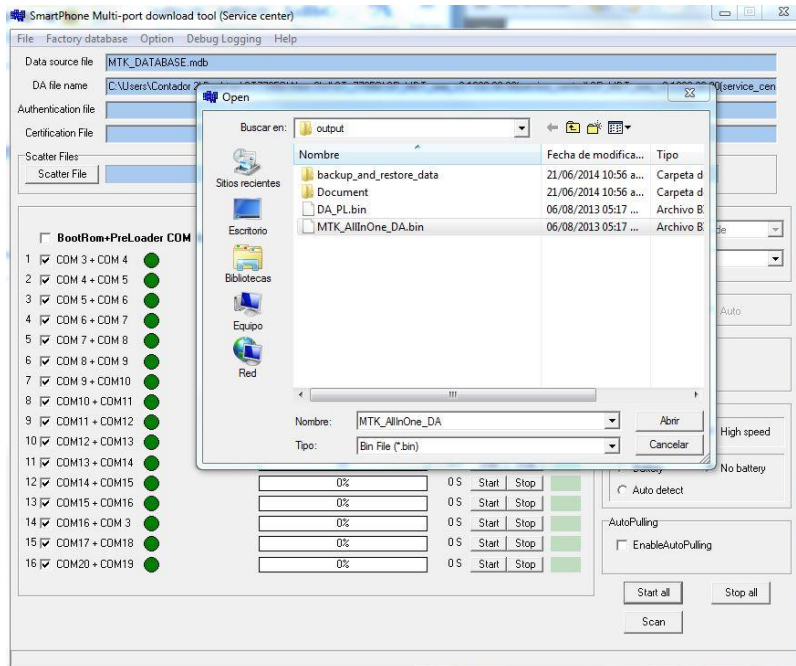 SmartPhone Multi-port download tool (Service center)
File Factory database Option Debug Logging Help
Data source file MTK_DATABASE.mdb
DA file name C:\Users\Contador (service_cen
Authentication file
Certification File
Scatter Files
Scatter File
Open
Buscar en: output
Nombre Fecha de modifica... Tipo
backup_and_restore_data 21/06/2014 10:56 a... Carpeta d
Document 21/06/2014 10:56 a... Carpeta d
DA_PL.bin 06/08/2013 05:17 ... Archivo B
MTK_AllInOne_DA.bin 06/08/2013 05:17 ... Archivo B
Sitios recientes
Escritorio
Bibliotecas
Equipo
Red
Nombre: MTK_AllInOne_DA Abrir
Tipo: Bin File (*.bin) Cancelar
BootRom+PreLoader COM
1 COM 3 + COM 4
2 COM 4 + COM 5
3 COM 5 + COM 6
4 COM 6 + COM 7
5 COM 7 + COM 8
6 COM 8 + COM 9
7 COM 9 + COM10
8 COM10 + COM11
9 COM11 + COM12
10 COM12 + COM13
11 COM13 + COM14
12 COM14 + COM15 0% 0 S Start Stop
13 COM15 + COM16 0% 0 S Start Stop
14 COM16 + COM 3 0% 0 S Start Stop
15 COM17 + COM18 0% 0 S Start Stop
16 COM20 + COM19 0% 0 S Start Stop
de
Auto
High speed
No battery
Auto detect
AutoPulling
EnableAutoPulling
Start all Stop all
Scan